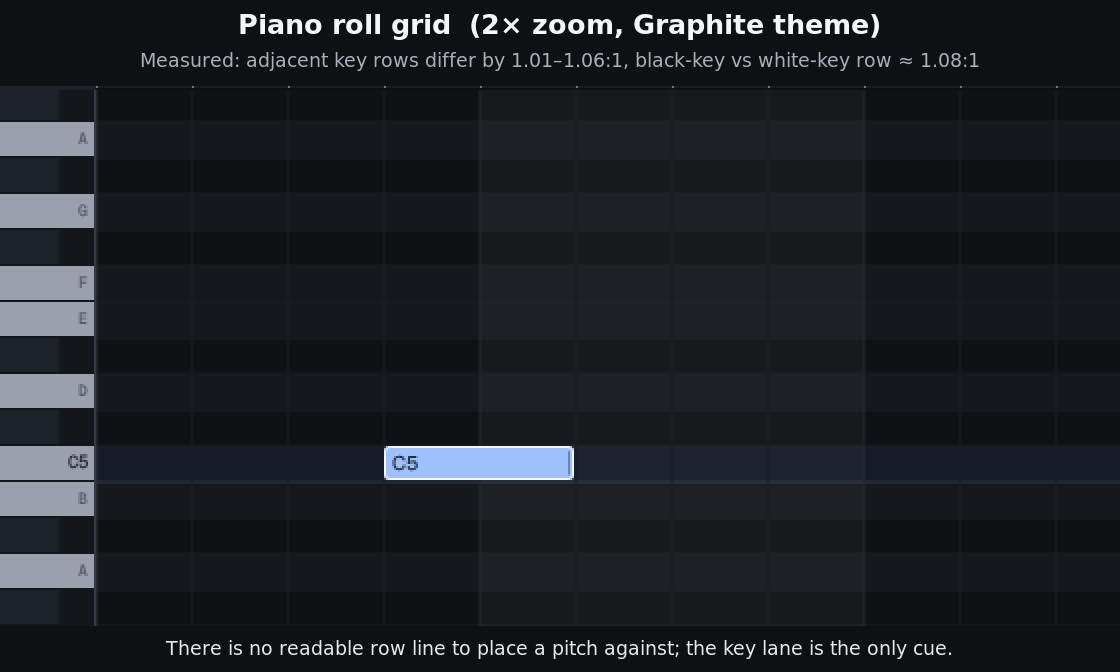 Piano roll grid (2× zoom, Graphite theme)
Measured: adjacent key rows differ by 1.01–1.06:1, black-key vs white-key row ≈ 1.08:1
A
G
F
E
D
C5 C5
B
A
There is no readable row line to place a pitch against; the key lane is the only cue.